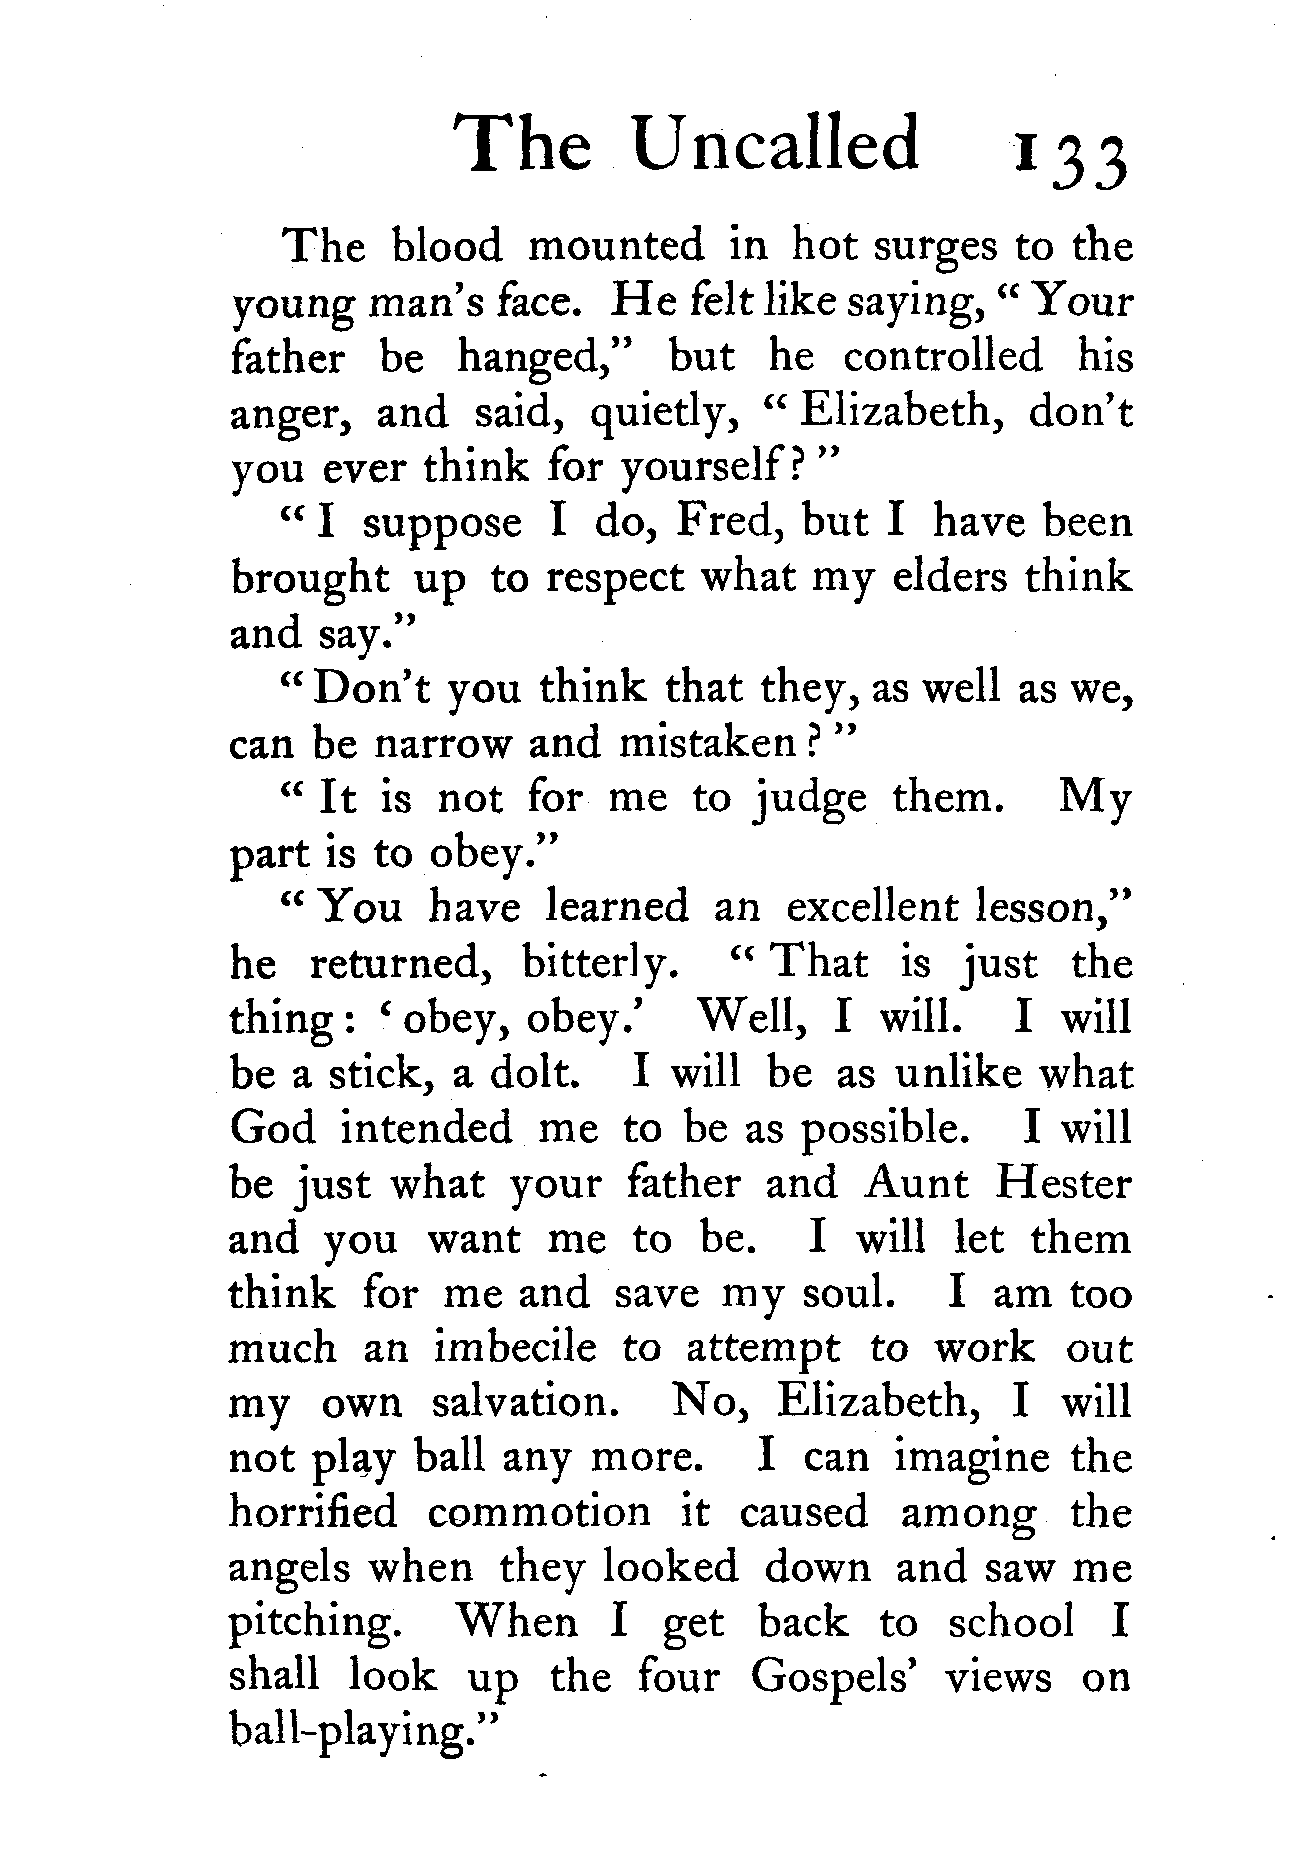 The Uncalled 133
The blood mounted in hot surges to the
young man's face. He felt like saying, “ Your
father be hanged,” but he controlled his
anger, and said, quietly, “ Elizabeth, don't
you ever think for yourself? ”
“ I suppose I do, Fred, but I have been
brought up to respect what my elders think
and say.”
“ Don't you think that they, as well as we,
can be narrow and mistaken ? ”
“ It is not for me to judge them. My
part is to obey.”
“ You have learned an excellent lesson,”
he returned, bitterly. “ That is just the
thing : ‘ obey, obey.’ Well, I will. I will
be a stick, a dolt. I will be as unlike what
God intended me to be as possible. I will
be just what your father and Aunt Hester
and you want me to be. I will let them
think for me and save my soul. I am too
much an imbecile to attempt to work out
my own salvation. No, Elizabeth, I will
not play ball any more. I can imagine the
horrified commotion it caused among the
angels when they looked down and saw me
pitching. When I get back to school I
shall look up the four Gospels' views on
ball-playing.”